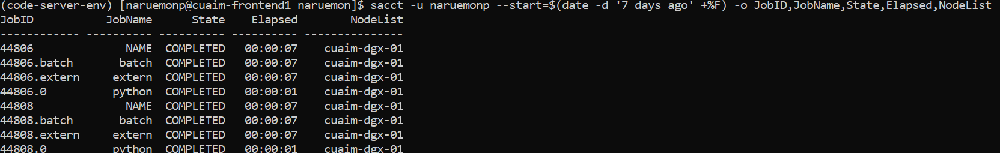 (code-server-env) [naruemonp@cuaim-frontend1 naruemon]$ sacct -u naruemonp --start=$(date -d '7 days ago' +%F) -o JobID,JobName,State,Elapsed,NodeList
JobID           JobName      State    Elapsed        NodeList
------------ ---------- ---------- ---------- ---------------
44806              NAME  COMPLETED   00:00:07    cuaim-dgx-01
44806.batch       batch  COMPLETED   00:00:07    cuaim-dgx-01
44806.extern     extern  COMPLETED   00:00:07    cuaim-dgx-01
44806.0          python  COMPLETED   00:00:01    cuaim-dgx-01
44808              NAME  COMPLETED   00:00:07    cuaim-dgx-01
44808.batch       batch  COMPLETED   00:00:07    cuaim-dgx-01
44808.extern     extern  COMPLETED   00:00:07    cuaim-dgx-01
44808.0          python  COMPLETED   00:00:01    cuaim-dgx-01